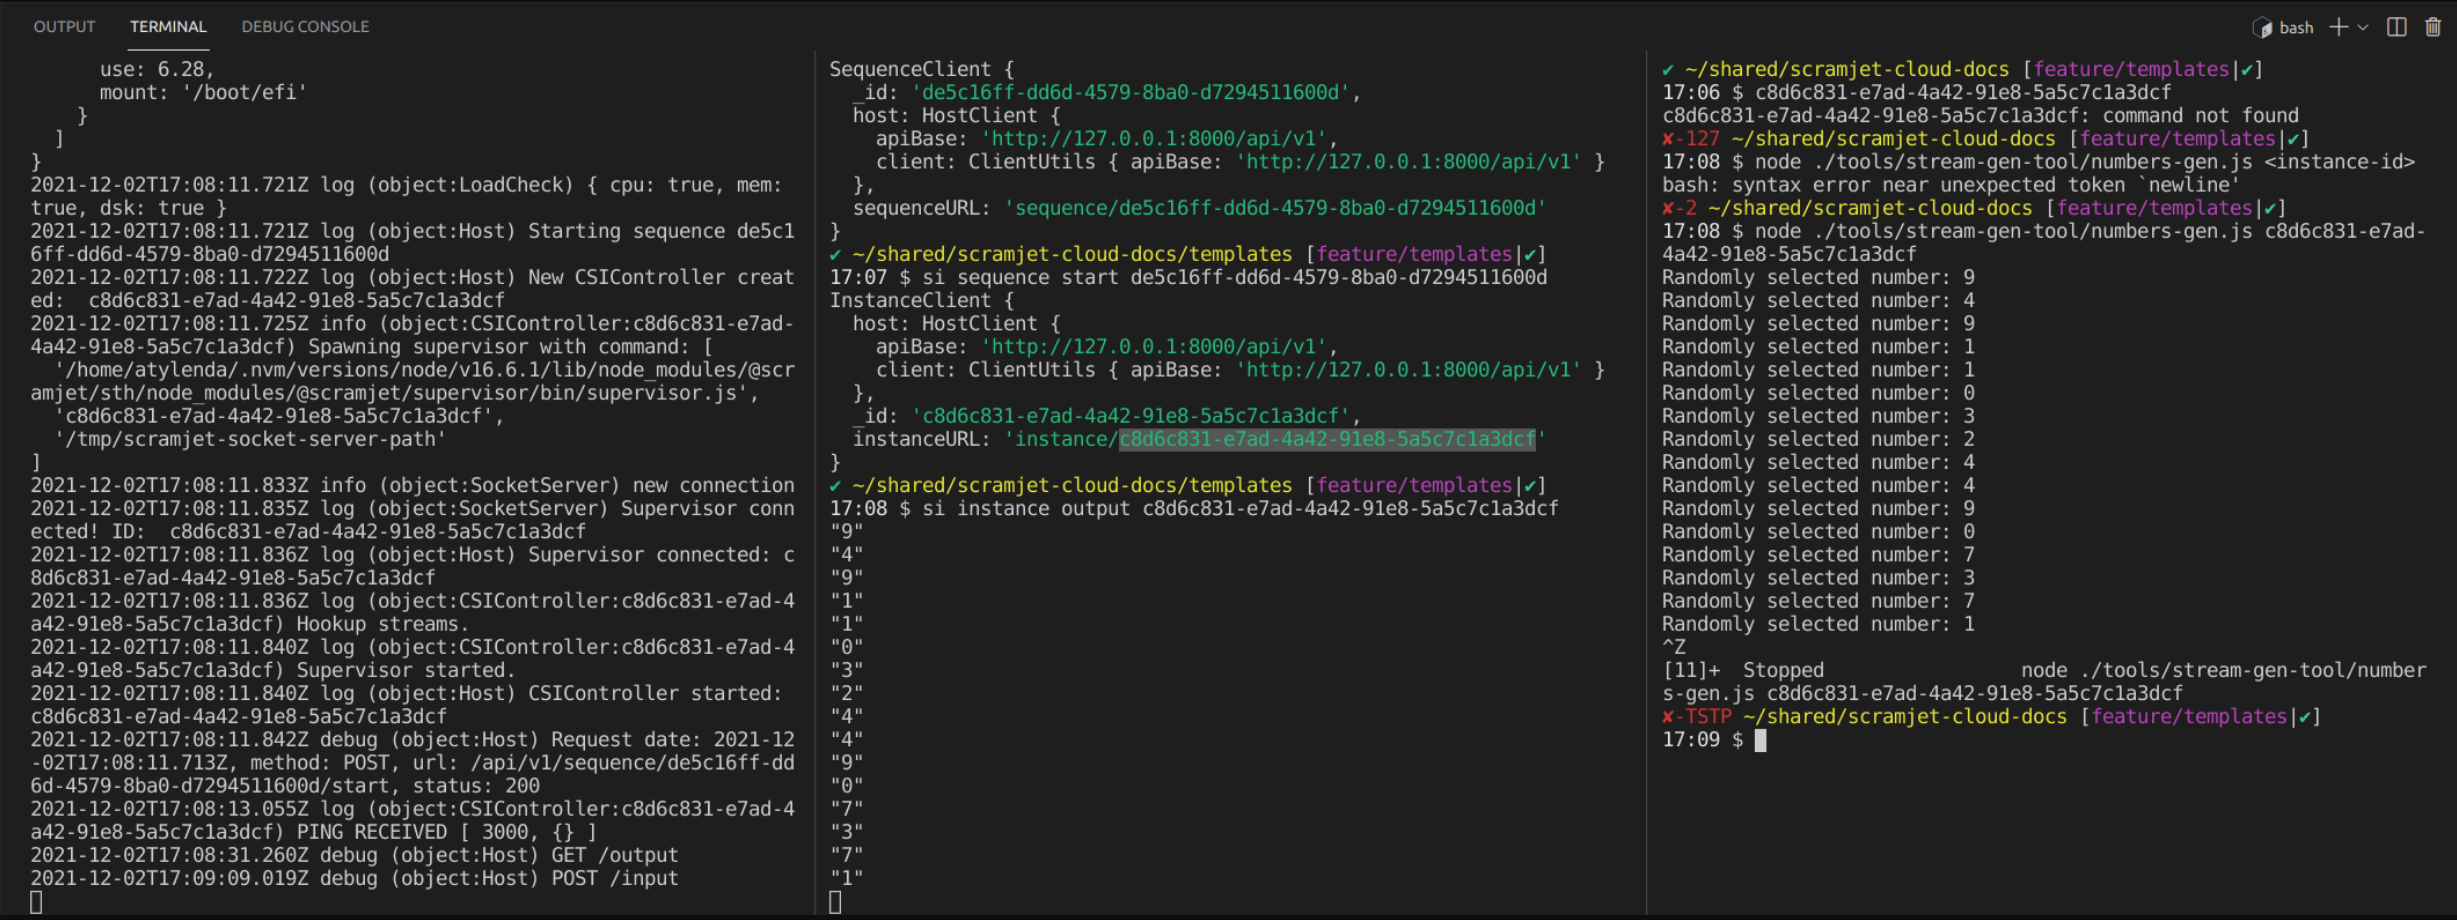 OUTPUT
TERMINAL
DEBUG CONSOLE
bash
use: 6.28,
mount: '/boot/efi'
}
]
}
2021-12-02T17:08:11.721Z log (object:LoadCheck) { cpu: true, mem:
true, dsk: true }
2021-12-02T17:08:11.721Z log (object:Host) Starting sequence de5c1
6ff-dd6d-4579-8ba0-d7294511600d
2021-12-02T17:08:11.722Z log (object:Host) New CSIController creat
ed:  c8d6c831-e7ad-4a42-91e8-5a5c7c1a3dcf
2021-12-02T17:08:11.725Z info (object:CSIController:c8d6c831-e7ad-
4a42-91e8-5a5c7c1a3dcf) Spawning supervisor with command: [
'/home/atylenda/.nvm/versions/node/v16.6.1/lib/node_modules/@scr
amjet/sth/node_modules/@scramjet/supervisor/bin/supervisor.js',
'c8d6c831-e7ad-4a42-91e8-5a5c7c1a3dcf',
'/tmp/scramjet-socket-server-path'
]
2021-12-02T17:08:11.833Z info (object:SocketServer) new connection
2021-12-02T17:08:11.835Z log (object:SocketServer) Supervisor conn
ected! ID:  c8d6c831-e7ad-4a42-91e8-5a5c7c1a3dcf
2021-12-02T17:08:11.836Z log (object:Host) Supervisor connected: c
8d6c831-e7ad-4a42-91e8-5a5c7c1a3dcf
2021-12-02T17:08:11.836Z log (object:CSIController:c8d6c831-e7ad-4
a42-91e8-5a5c7c1a3dcf) Hookup streams.
2021-12-02T17:08:11.840Z log (object:CSIController:c8d6c831-e7ad-4
a42-91e8-5a5c7c1a3dcf) Supervisor started.
2021-12-02T17:08:11.840Z log (object:Host) CSIController started:
c8d6c831-e7ad-4a42-91e8-5a5c7c1a3dcf
2021-12-02T17:08:11.842Z debug (object:Host) Request date: 2021-12
-02T17:08:11.713Z, method: POST, url: /api/v1/sequence/de5c16ff-dd
6d-4579-8ba0-d7294511600d/start, status: 200
2021-12-02T17:08:13.055Z log (object:CSIController:c8d6c831-e7ad-4
a42-91e8-5a5c7c1a3dcf) PING RECEIVED [ 3000, {} ]
2021-12-02T17:08:31.260Z debug (object:Host) GET /output
2021-12-02T17:09:09.019Z debug (object:Host) POST /input
SequenceClient {
_id: 'de5c16ff-dd6d-4579-8ba0-d7294511600d',
host: HostClient {
apiBase: 'http://127.0.0.1:8000/api/v1',
client: ClientUtils { apiBase: 'http://127.0.0.1:8000/api/v1' }
},
sequenceURL: 'sequence/de5c16ff-dd6d-4579-8ba0-d7294511600d'
}
✔ ~/shared/scramjet-cloud-docs/templates [feature/templates|✔]
17:07 $ si sequence start de5c16ff-dd6d-4579-8ba0-d7294511600d
InstanceClient {
host: HostClient {
apiBase: 'http://127.0.0.1:8000/api/v1',
client: ClientUtils { apiBase: 'http://127.0.0.1:8000/api/v1' }
},
_id: 'c8d6c831-e7ad-4a42-91e8-5a5c7c1a3dcf',
instanceURL: 'instance/c8d6c831-e7ad-4a42-91e8-5a5c7c1a3dcf'
}
✔ ~/shared/scramjet-cloud-docs/templates [feature/templates|✔]
17:08 $ si instance output c8d6c831-e7ad-4a42-91e8-5a5c7c1a3dcf
"9"
"4"
"9"
"1"
"1"
"0"
"3"
"2"
"4"
"4"
"9"
"0"
"7"
"3"
"7"
"1"
✔ ~/shared/scramjet-cloud-docs [feature/templates|✔]
17:06 $ c8d6c831-e7ad-4a42-91e8-5a5c7c1a3dcf
c8d6c831-e7ad-4a42-91e8-5a5c7c1a3dcf: command not found
✘-127 ~/shared/scramjet-cloud-docs [feature/templates|✔]
17:08 $ node ./tools/stream-gen-tool/numbers-gen.js <instance-id>
bash: syntax error near unexpected token `newline'
✘-2 ~/shared/scramjet-cloud-docs [feature/templates|✔]
17:08 $ node ./tools/stream-gen-tool/numbers-gen.js c8d6c831-e7ad-
4a42-91e8-5a5c7c1a3dcf
Randomly selected number: 9
Randomly selected number: 4
Randomly selected number: 9
Randomly selected number: 1
Randomly selected number: 1
Randomly selected number: 0
Randomly selected number: 3
Randomly selected number: 2
Randomly selected number: 4
Randomly selected number: 4
Randomly selected number: 9
Randomly selected number: 0
Randomly selected number: 7
Randomly selected number: 3
Randomly selected number: 7
Randomly selected number: 1
^Z
[11]+  Stopped                 node ./tools/stream-gen-tool/number
s-gen.js c8d6c831-e7ad-4a42-91e8-5a5c7c1a3dcf
✘-TSTP ~/shared/scramjet-cloud-docs [feature/templates|✔]
17:09 $